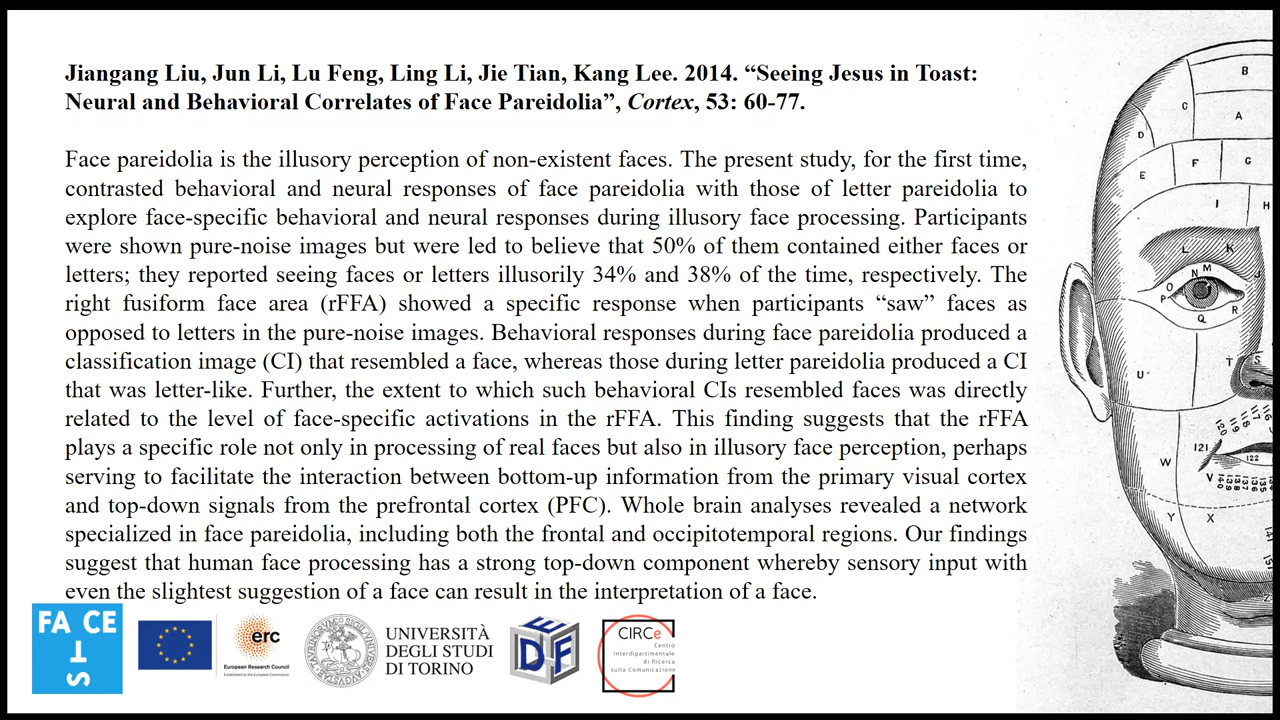 Jiangang Liu, Jun Li, Lu Feng, Ling Li, Jie Tian, Kang Lee. 2014. “Seeing Jesus in Toast:
Neural and Behavioral Correlates of Face Pareidolia”, Cortex, 53: 60-77.
Face pareidolia is the illusory perception of non-existent faces. The present study, for the first time,
contrasted behavioral and neural responses of face pareidolia with those of letter pareidolia to
explore face-specific behavioral and neural responses during illusory face processing. Participants
were shown pure-noise images but were led to believe that 50% of them contained either faces or
letters; they reported seeing faces or letters illusorily 34% and 38% of the time, respectively. The
right fusiform face area (rFFA) showed a specific response when participants “saw” faces as
opposed to letters in the pure-noise images. Behavioral responses during face pareidolia produced a
classification image (CI) that resembled a face, whereas those during letter pareidolia produced a CI
that was letter-like. Further, the extent to which such behavioral CIs resembled faces was directly
related to the level of face-specific activations in the rFFA. This finding suggests that the rFFA
plays a specific role not only in processing of real faces but also in illusory face perception, perhaps
serving to facilitate the interaction between bottom-up information from the primary visual cortex
and top-down signals from the prefrontal cortex (PFC). Whole brain analyses revealed a network
specialized in face pareidolia, including both the frontal and occipitotemporal regions. Our findings
suggest that human face processing has a strong top-down component whereby sensory input with
even the slightest suggestion of a face can result in the interpretation of a face.
FA CE
TS
erc
European Research Council
Established by the European Commission
UNIVERSITÀ
DEGLI STUDI
DI TORINO
DEF
CIRCe
Centro
Interdipartimentale
di Ricerca
sulla Comunicazione
B
C
A
D
F
G
E
I
H
L
K
J
N
M
O
P
Q
R
T
S
U
121
122
W
V
Y
X
Z